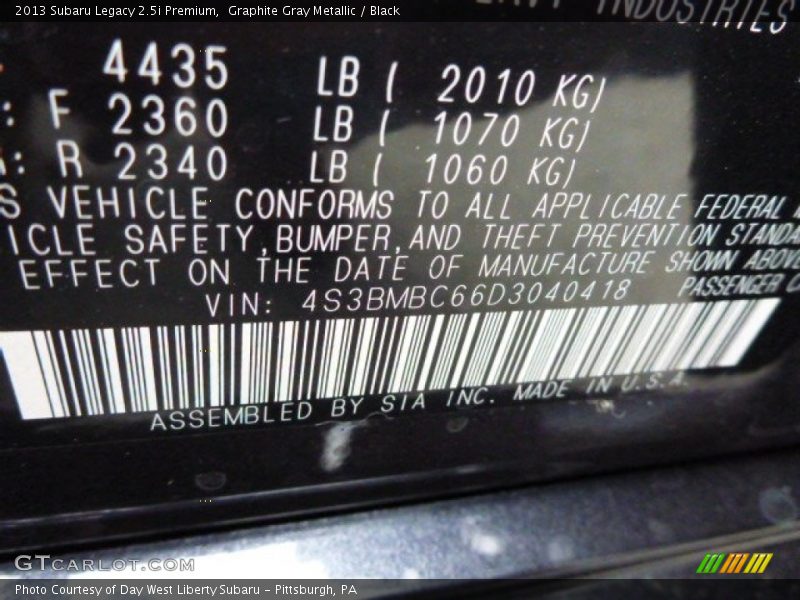 2013 Subaru Legacy 2.5i Premium, Graphite Gray Metallic / Black
INDUSTRIES
4435 LB ( 2010 KG)
: F 2360 LB ( 1070 KG)
: R 2340 LB ( 1060 KG)
S VEHICLE CONFORMS TO ALL APPLICABLE FEDERAL M
ICLE SAFETY,BUMPER,AND THEFT PREVENTION STANDA
EFFECT ON THE DATE OF MANUFACTURE SHOWN ABOVE
VIN: 4S3BMBC66D3040418 PASSENGER C
ASSEMBLED BY SIA INC. MADE IN U.S.A.
GTCarLot.com
Photo Courtesy of Day West Liberty Subaru - Pittsburgh, PA